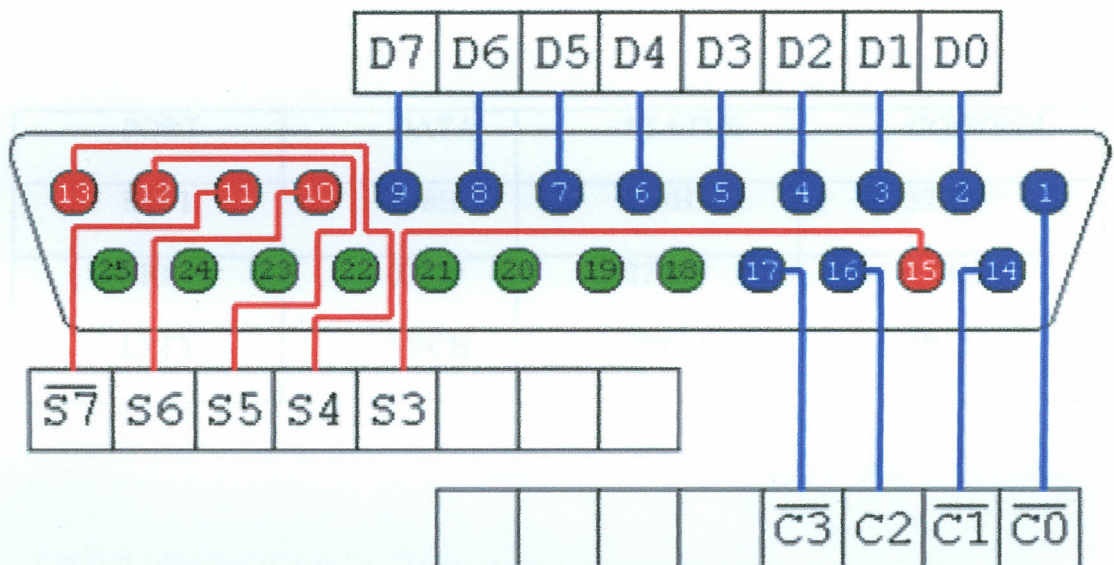 D7 D6 D5 D4 D3 D2 D1 D0
13 12 11 10 9 8 7 6 5 4 3 2 1
25 24 23 22 21 20 19 18 17 16 15 14
S̅7̅ S6 S5 S4 S3
C̅3̅ C2 C̅1̅ C̅0̅